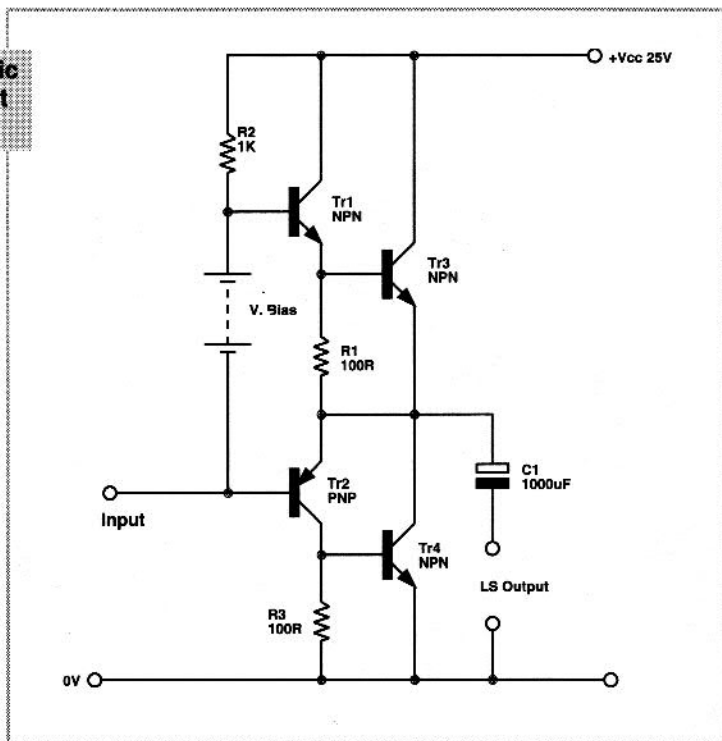 ic
t
+Vcc 25V
R2
1K
Tr1
NPN
Tr3
NPN
V. Bias
R1
100R
Tr2
PNP
C1
1000uF
Input
Tr4
NPN
LS Output
R3
100R
0V